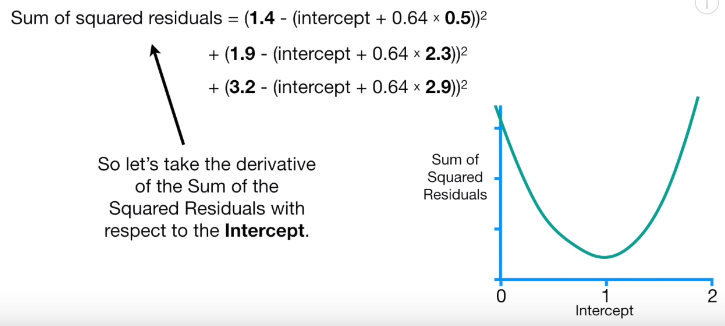 Sum of squared residuals = (1.4 - (intercept + 0.64 × 0.5))²
+ (1.9 - (intercept + 0.64 × 2.3))²
+ (3.2 - (intercept + 0.64 × 2.9))²
So let's take the derivative
of the Sum of the
Squared Residuals with
respect to the Intercept.
Sum of
Squared
Residuals
0 1 2
Intercept